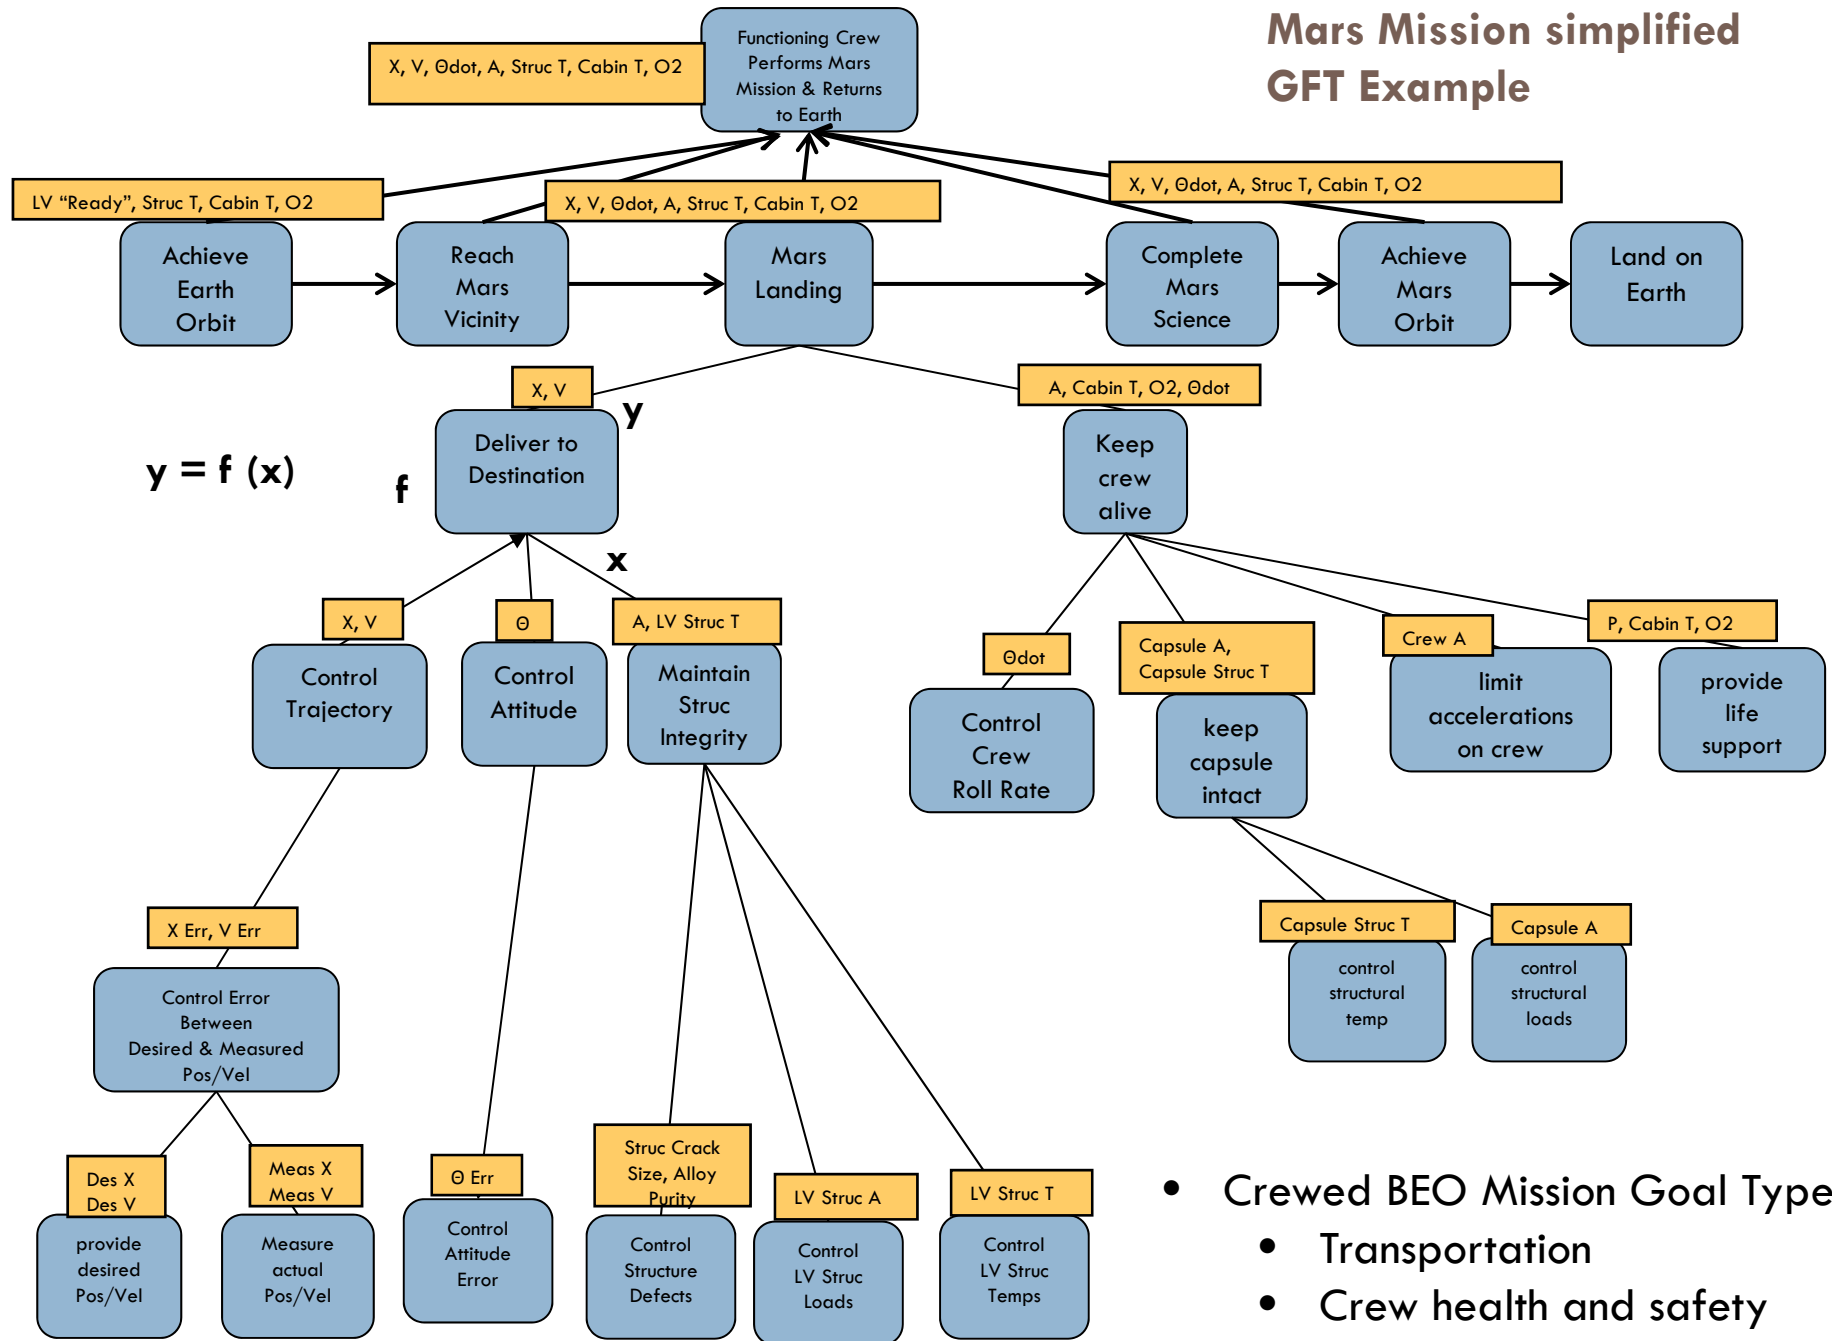 Mars Mission simplified
GFT Example
Functioning Crew
Performs Mars
Mission & Returns
to Earth
X, V, Θdot, A, Struc T, Cabin T, O2
LV “Ready”, Struc T, Cabin T, O2
X, V, Θdot, A, Struc T, Cabin T, O2
X, V, Θdot, A, Struc T, Cabin T, O2
Achieve
Earth
Orbit
Reach
Mars
Vicinity
Mars
Landing
Complete
Mars
Science
Achieve
Mars
Orbit
Land on
Earth
X, V
y
A, Cabin T, O2, Θdot
y = f (x)
f
Deliver to
Destination
x
Keep
crew
alive
X, V
Θ
A, LV Struc T
Θdot
Capsule A,
Capsule Struc T
Crew A
P, Cabin T, O2
Control
Trajectory
Control
Attitude
Maintain
Struc
Integrity
Control
Crew
Roll Rate
keep
capsule
intact
limit
accelerations
on crew
provide
life
support
X Err, V Err
Capsule Struc T
Capsule A
Control Error
Between
Desired & Measured
Pos/Vel
control
structural
temp
control
structural
loads
Des X
Des V
Meas X
Meas V
Θ Err
Struc Crack
Size, Alloy
Purity
LV Struc A
LV Struc T
provide
desired
Pos/Vel
Measure
actual
Pos/Vel
Control
Attitude
Error
Control
Structure
Defects
Control
LV Struc
Loads
Control
LV Struc
Temps
• Crewed BEO Mission Goal Type
• Transportation
• Crew health and safety